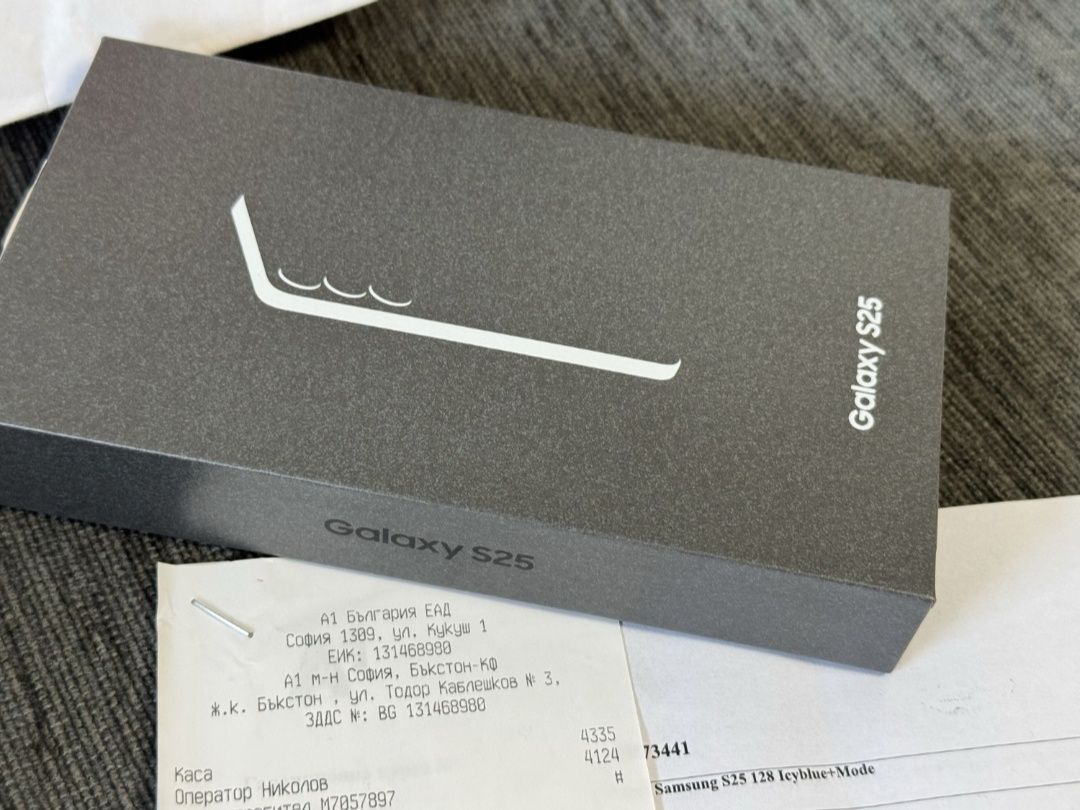 Galaxy S25
Galaxy S25
А1 България ЕАД
София 1309, ул. Кукуш 1
ЕИК: 131468980
А1 м-н София, Бъкстон-КФ
ж.к. Бъкстон , ул. Тодор Каблешков № 3,
ЗДДС №: BG 131468980
4335
Каса 4124
Оператор Николов #
М7057897
73441
Samsung S25 128 Icyblue+Mode